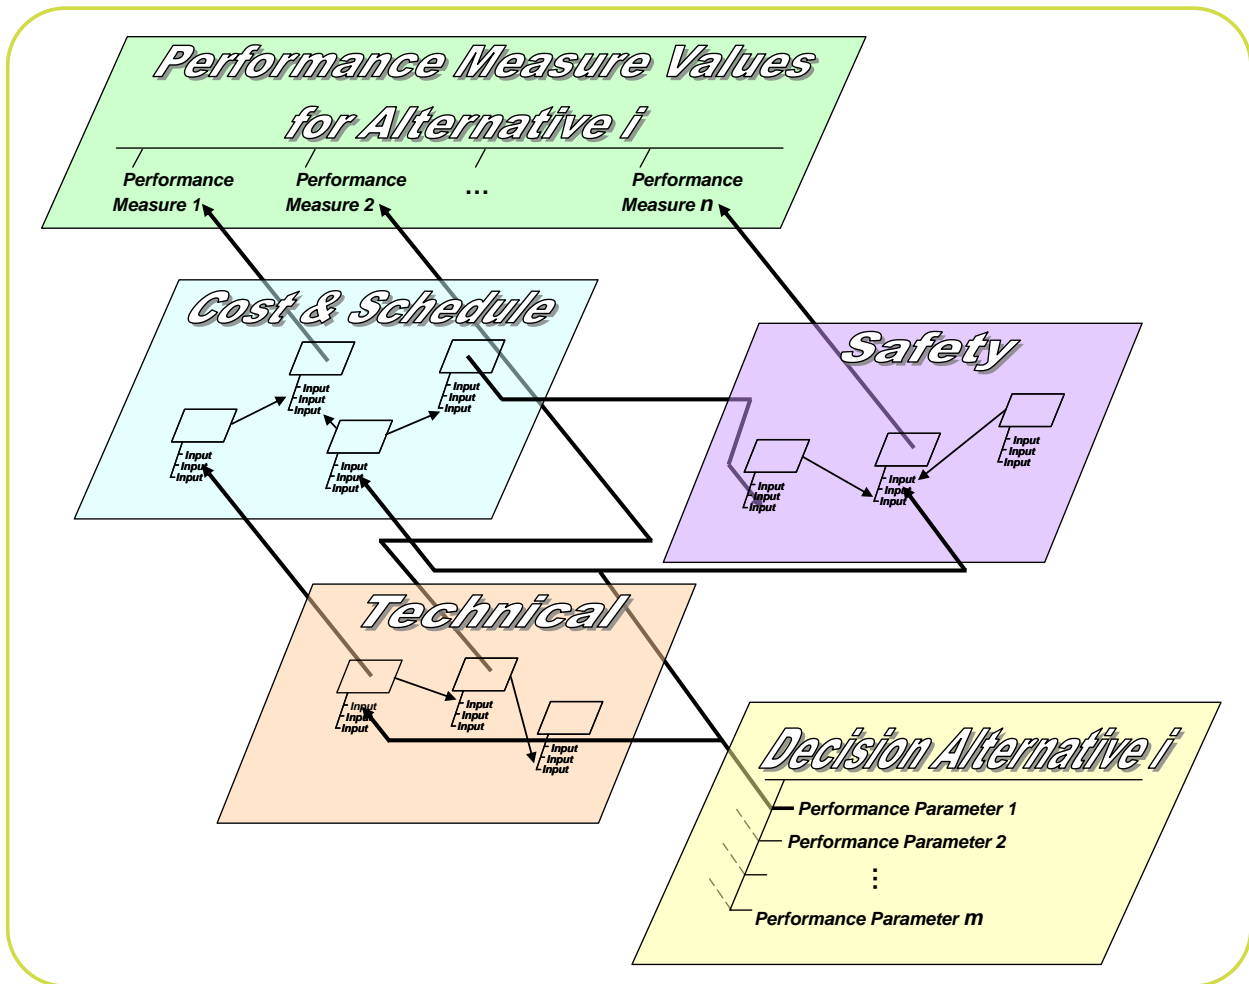 Performance Measure Values
for Alternative i
Performance
Measure 1
Performance
Measure 2
...
Performance
Measure n
Cost & Schedule
Input
Input
Input
Input
Input
Input
Input
Input
Input
Input
Input
Input
Safety
Input
Input
Input
Input
Input
Input
Input
Input
Input
Technical
Input
Input
Input
Input
Input
Input
Input
Input
Input
Decision Alternative i
Performance Parameter 1
Performance Parameter 2
⋮
Performance Parameter m